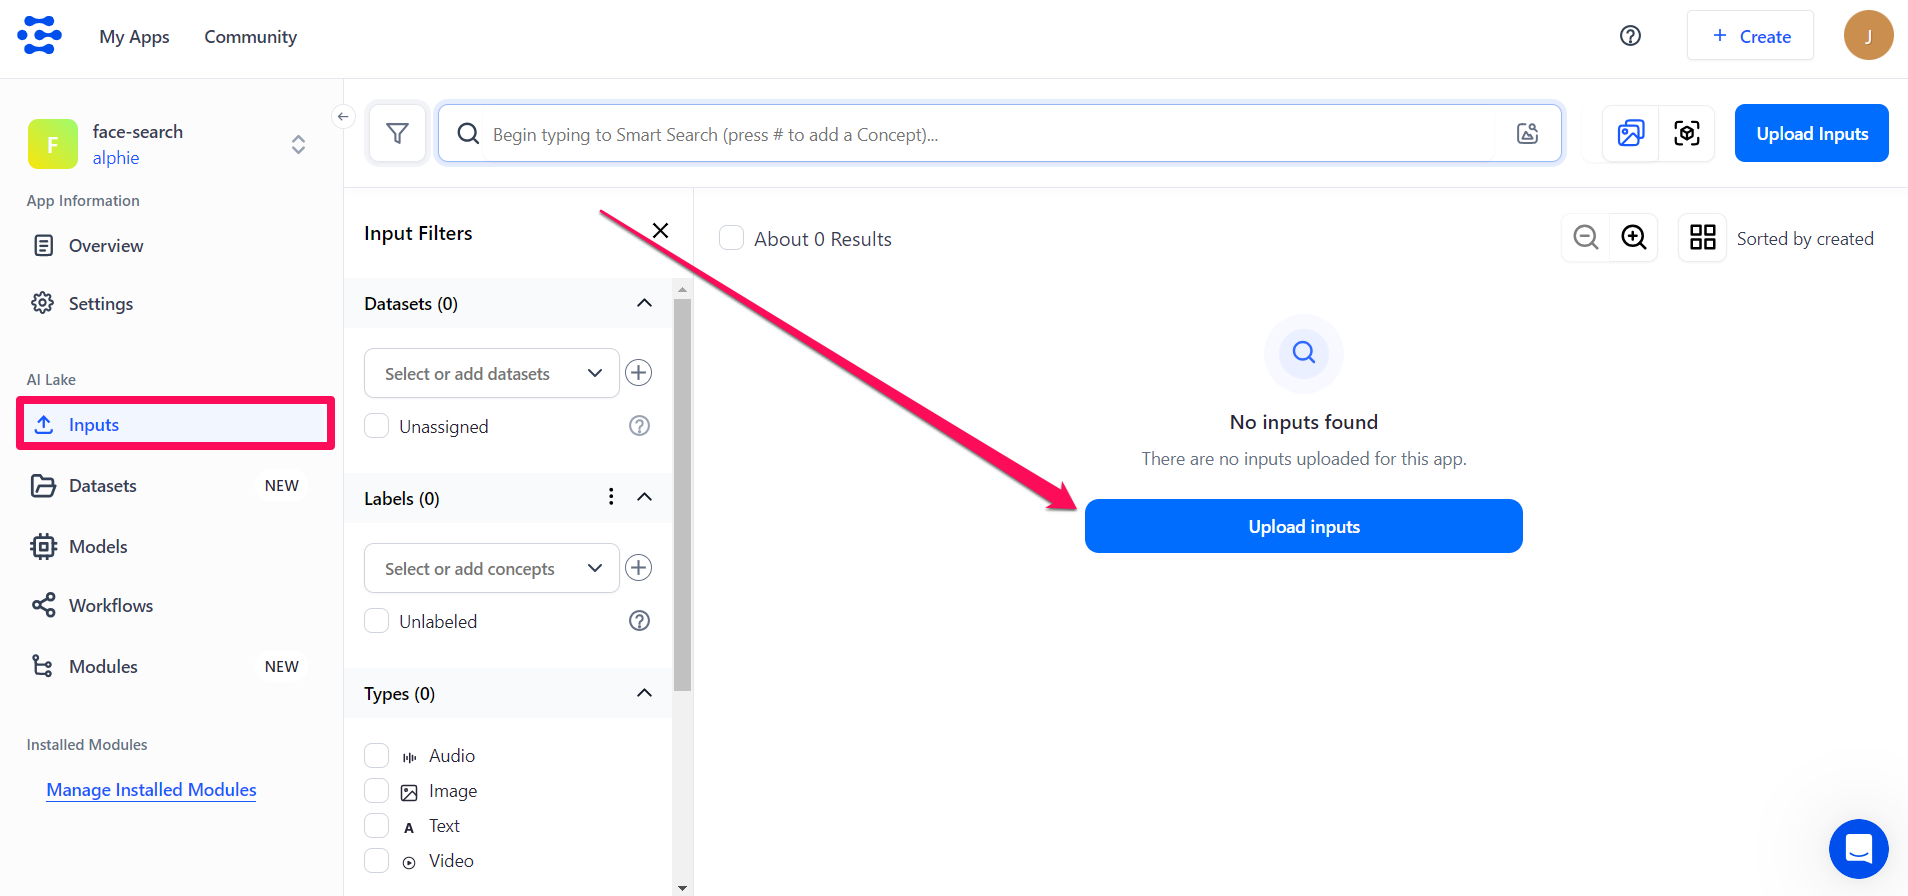 My Apps
Community
Create
J
F
face-search
alphie
Begin typing to Smart Search (press # to add a Concept)...
Upload Inputs
App Information
Overview
Settings
AI Lake
Inputs
Datasets NEW
Models
Workflows
Modules NEW
Installed Modules
Manage Installed Modules
Input Filters
Datasets (0)
Select or add datasets
Unassigned
Labels (0)
Select or add concepts
Unlabeled
Types (0)
Audio
Image
A Text
Video
About 0 Results
Sorted by created
No inputs found
There are no inputs uploaded for this app.
Upload inputs